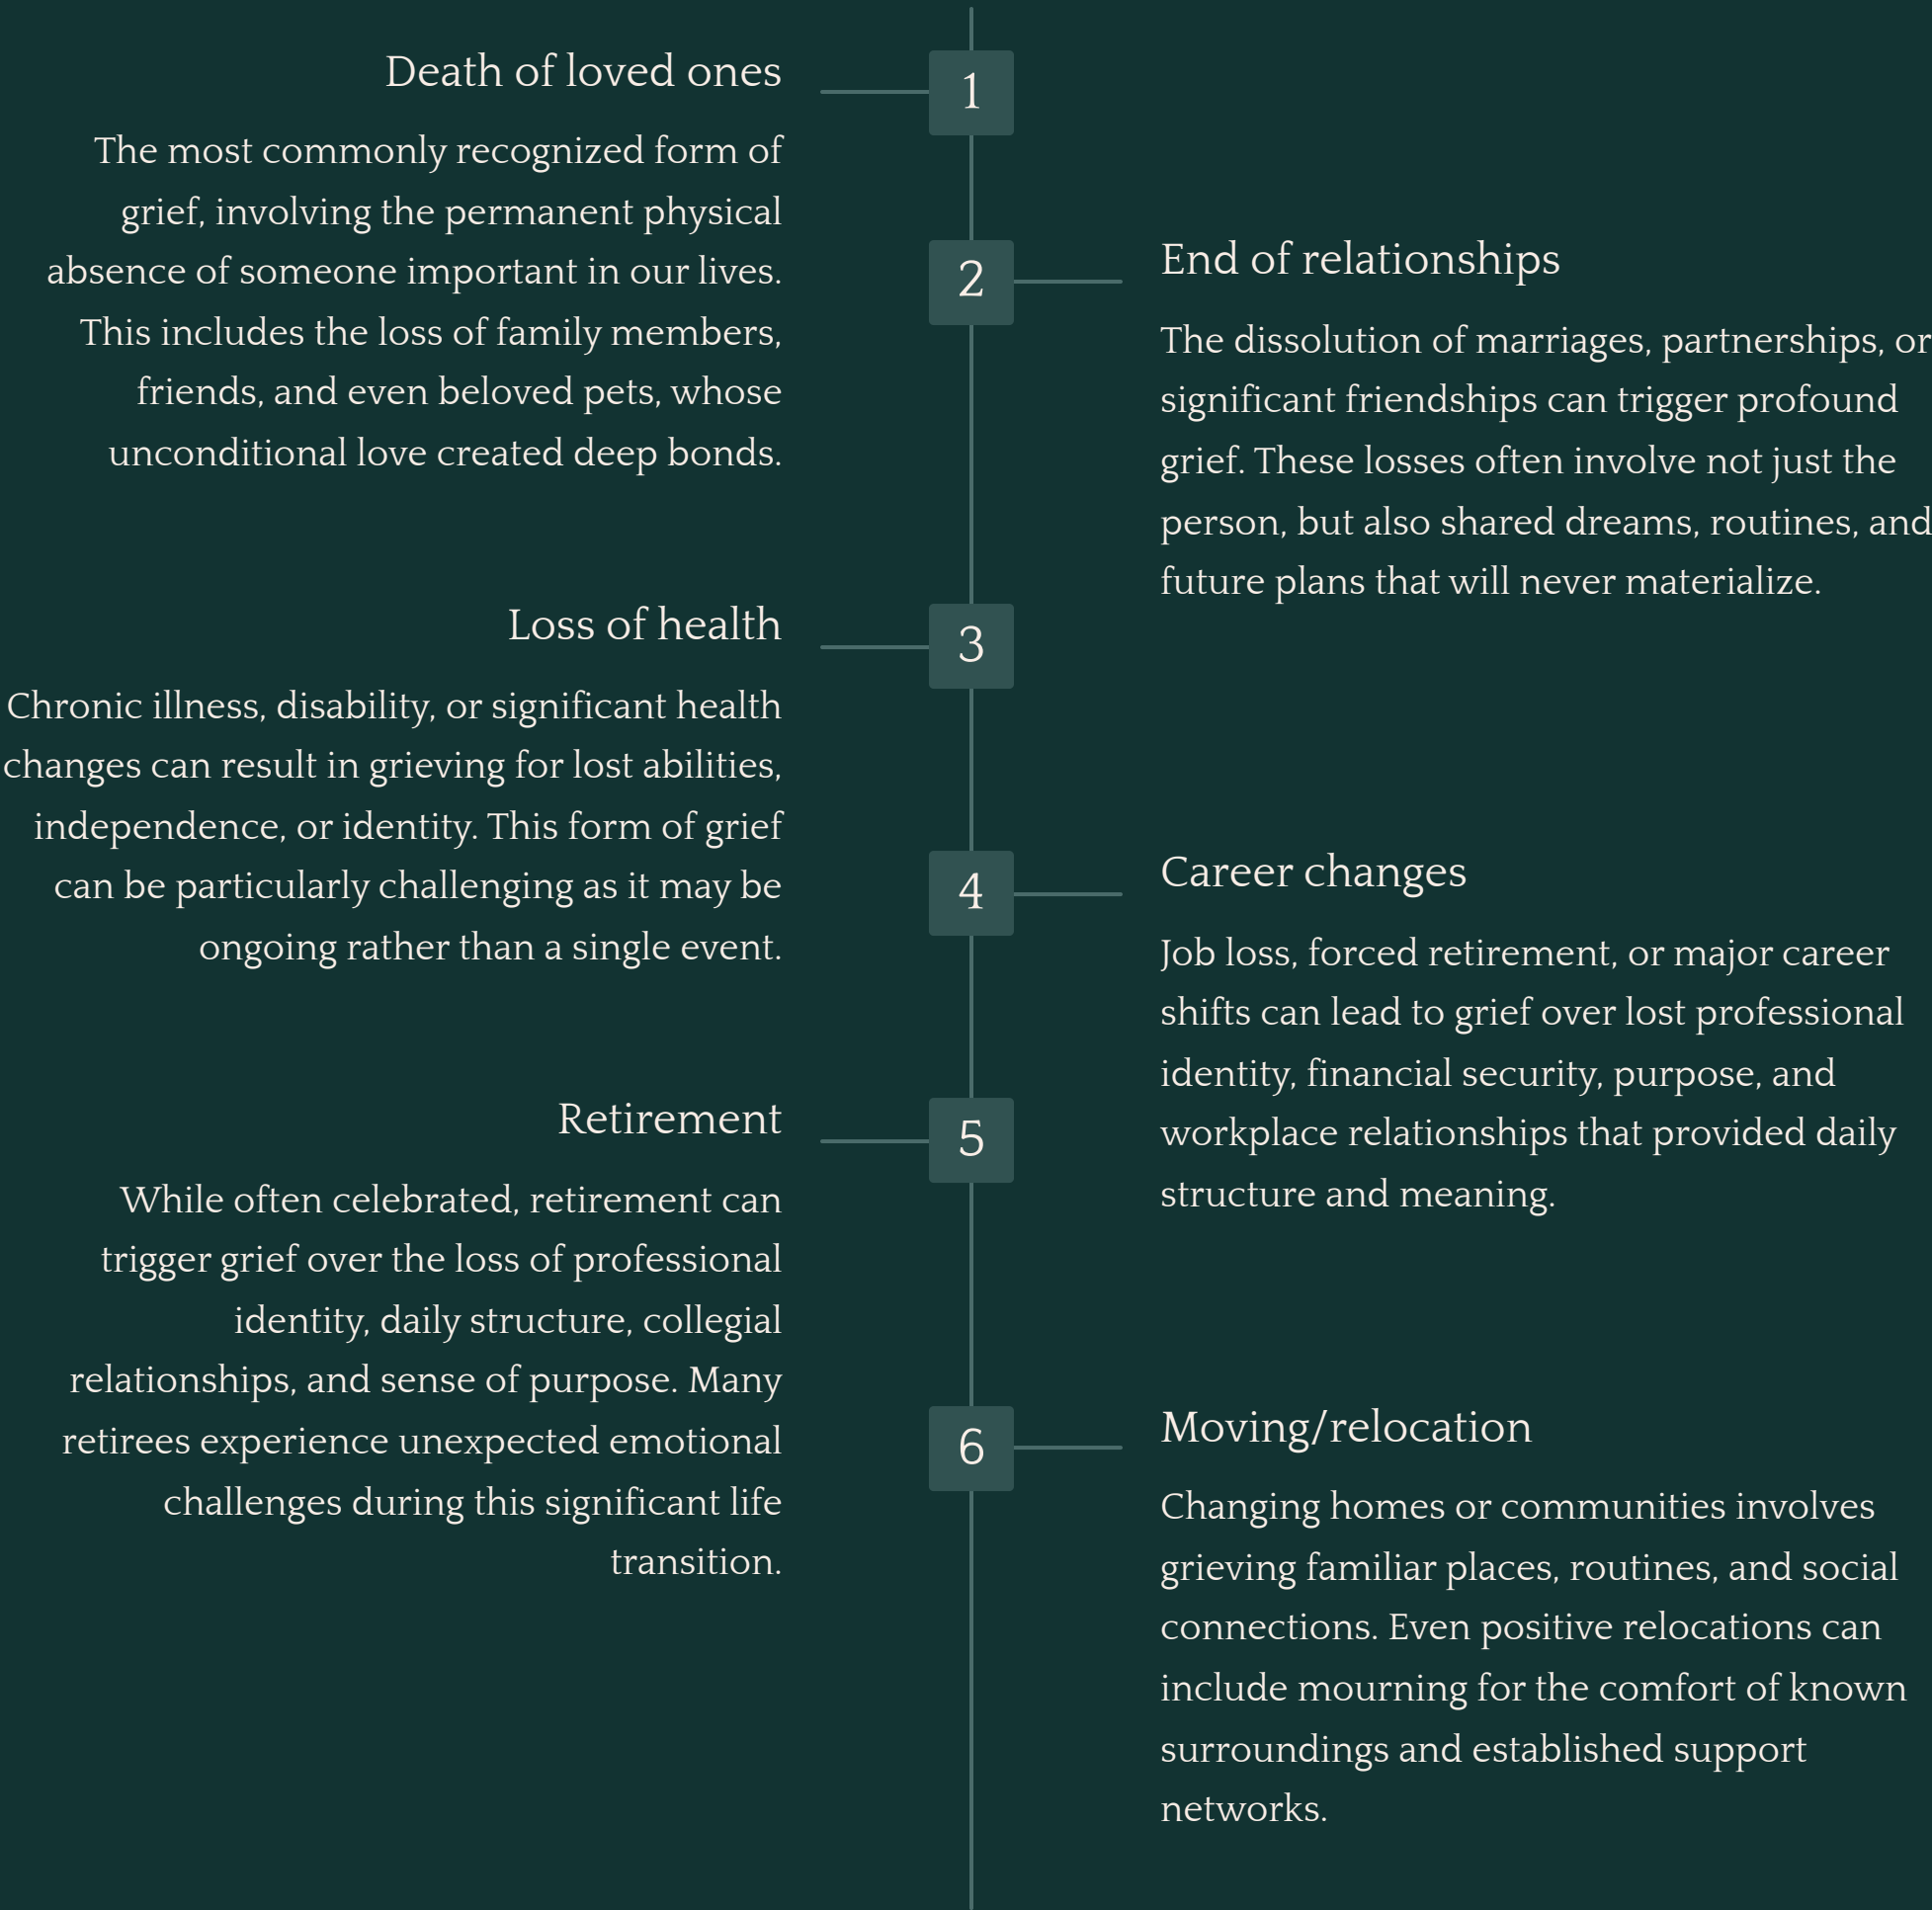 1
Death of loved ones
The most commonly recognized form of
grief, involving the permanent physical
absence of someone important in our lives.
This includes the loss of family members,
friends, and even beloved pets, whose
unconditional love created deep bonds.
2
End of relationships
The dissolution of marriages, partnerships, or
significant friendships can trigger profound
grief. These losses often involve not just the
person, but also shared dreams, routines, and
future plans that will never materialize.
3
Loss of health
Chronic illness, disability, or significant health
changes can result in grieving for lost abilities,
independence, or identity. This form of grief
can be particularly challenging as it may be
ongoing rather than a single event.
4
Career changes
Job loss, forced retirement, or major career
shifts can lead to grief over lost professional
identity, financial security, purpose, and
workplace relationships that provided daily
structure and meaning.
5
Retirement
While often celebrated, retirement can
trigger grief over the loss of professional
identity, daily structure, collegial
relationships, and sense of purpose. Many
retirees experience unexpected emotional
challenges during this significant life
transition.
6
Moving/relocation
Changing homes or communities involves
grieving familiar places, routines, and social
connections. Even positive relocations can
include mourning for the comfort of known
surroundings and established support
networks.